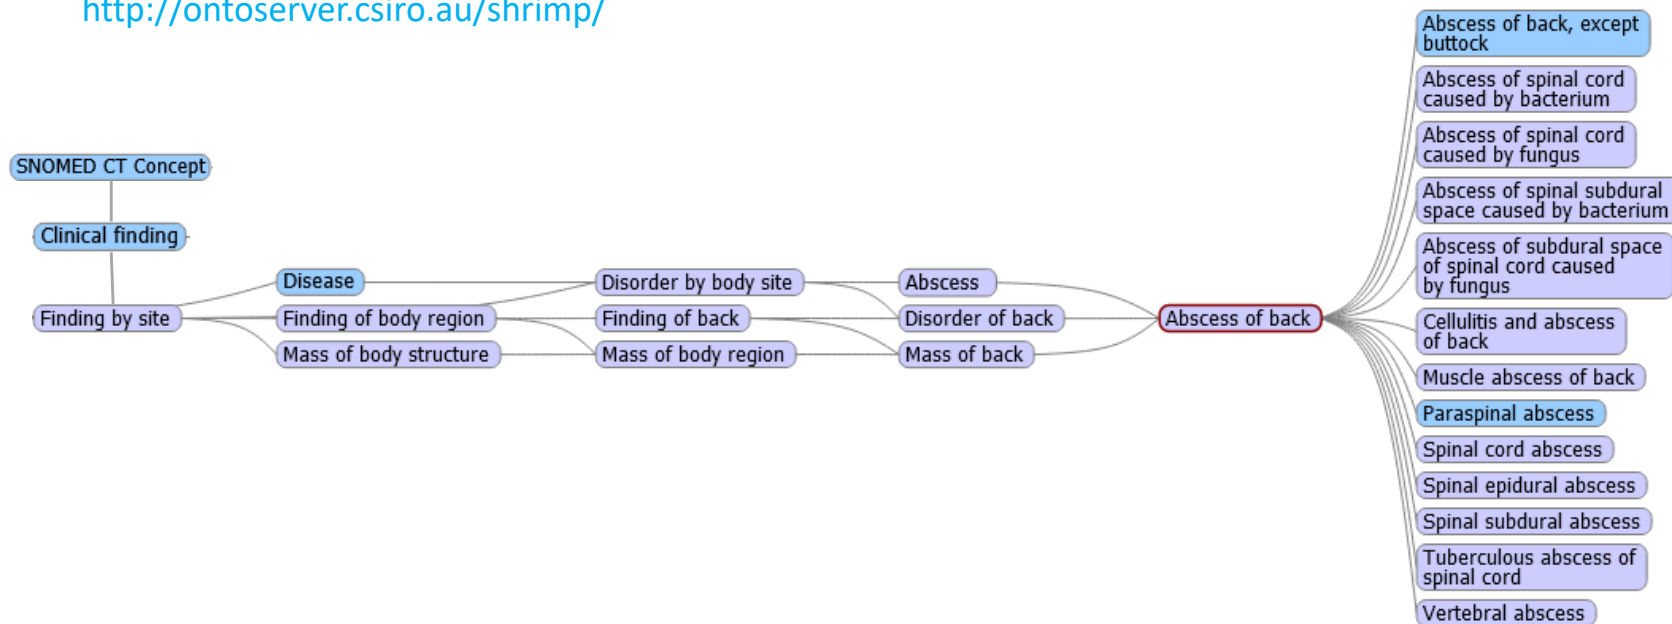 http://ontoserver.csiro.au/shrimp/
SNOMED CT Concept
Clinical finding
Finding by site
Disease
Finding of body region
Mass of body structure
Disorder by body site
Finding of back
Mass of body region
Abscess
Disorder of back
Mass of back
Abscess of back
Abscess of back, except
buttock
Abscess of spinal cord
caused by bacterium
Abscess of spinal cord
caused by fungus
Abscess of spinal subdural
space caused by bacterium
Abscess of subdural space
of spinal cord caused
by fungus
Cellulitis and abscess
of back
Muscle abscess of back
Paraspinal abscess
Spinal cord abscess
Spinal epidural abscess
Spinal subdural abscess
Tuberculous abscess of
spinal cord
Vertebral abscess